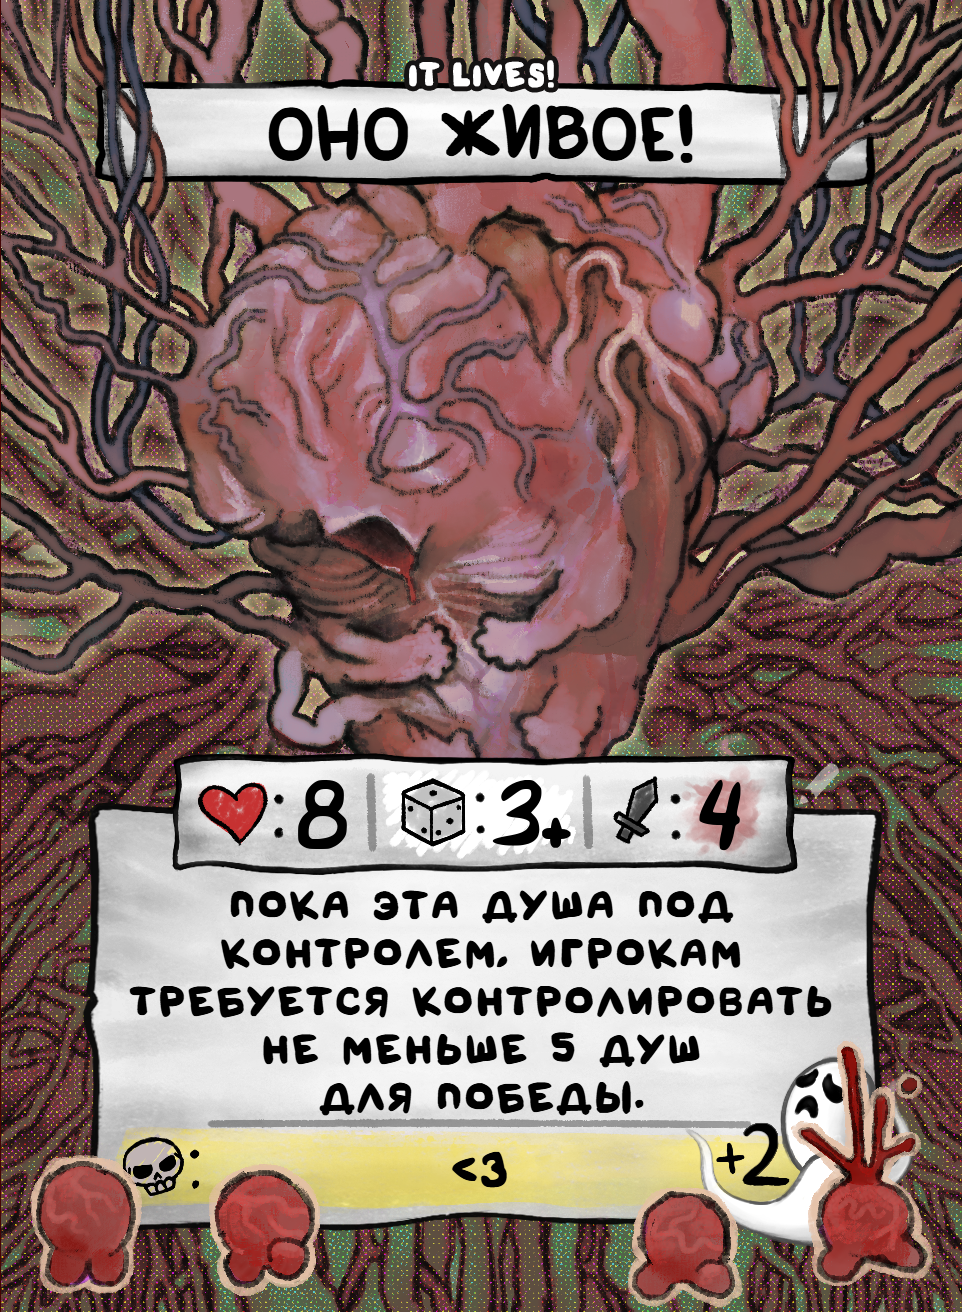 IT LIVES!
ОНО ЖИВОЕ!
: 8 : 3+ : 4
ПОКА ЭТА ДУША ПОД
КОНТРОЛЕМ, ИГРОКАМ
ТРЕБУЕТСЯ КОНТРОЛИРОВАТЬ
НЕ МЕНЬШЕ 5 ДУШ
ДЛЯ ПОБЕДЫ.
: <3 +2